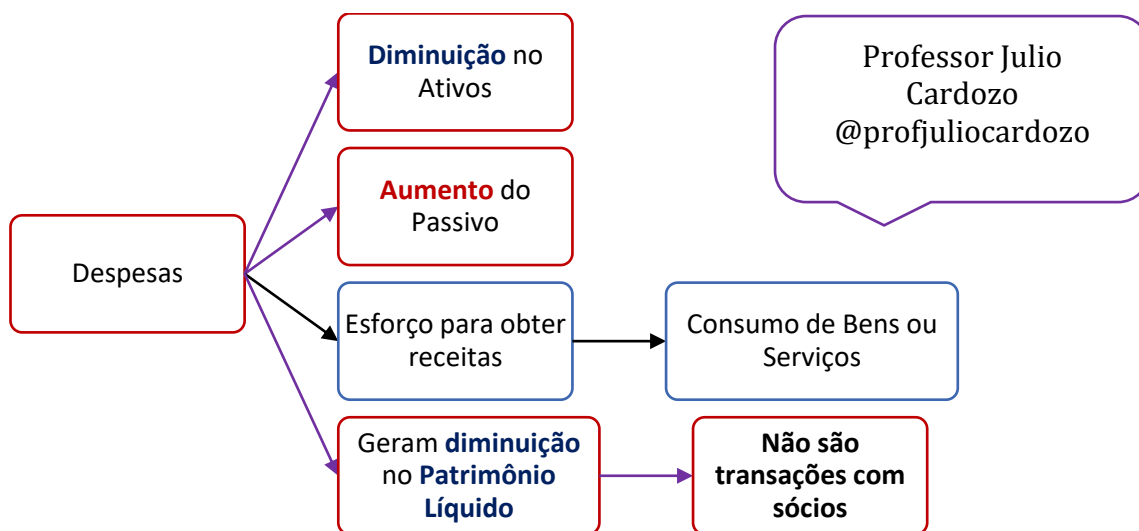 Diminuição no
Ativos
Professor Julio
Cardozo
@profjuliocardozo
Aumento do
Passivo
Despesas
Esforço para obter
receitas
Consumo de Bens ou
Serviços
Geram diminuição
no Patrimônio
Líquido
Não são
transações com
sócios